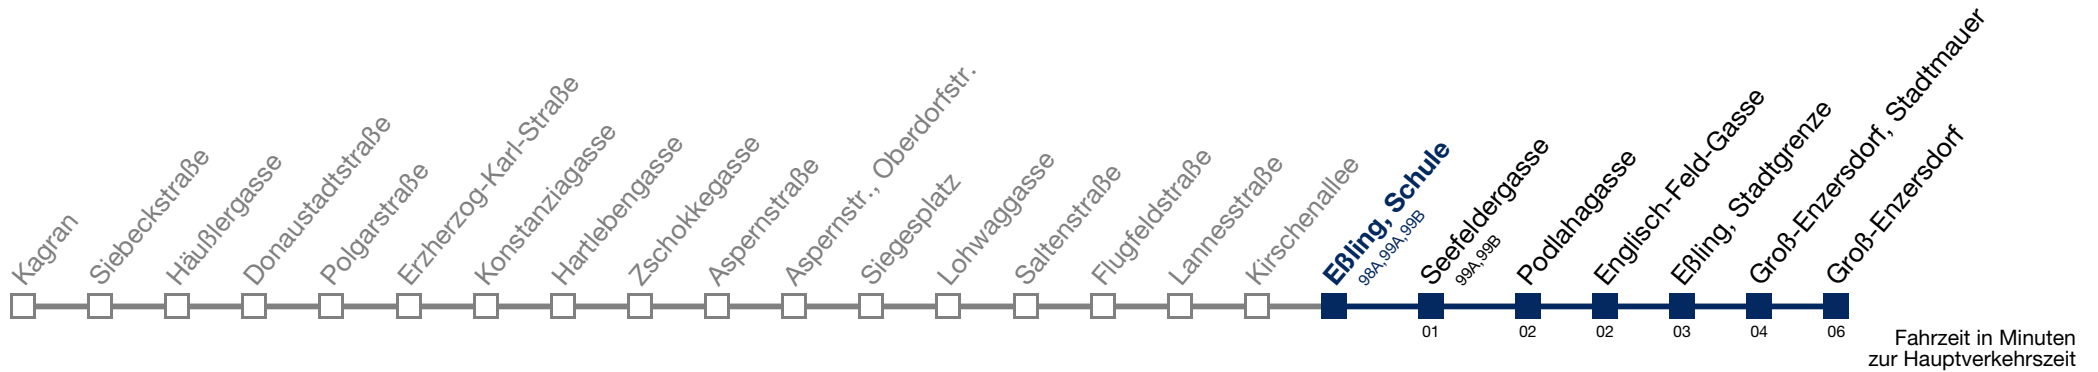 Kagran
Siebeckstraße
Häußlergasse
Donaustadtstraße
Polgarstraße
Erzherzog-Karl-Straße
Konstanziagasse
Hartlebengasse
Zschokkegasse
Aspernstraße
Aspernstr., Oberdorfstr.
Siegesplatz
Lohwaggasse
Saltenstraße
Flugfeldstraße
Lannesstraße
Kirschenallee
Eßling, Schule
98A,99A,99B
Seefeldergasse
99A,99B
Podlahagasse
Englisch-Feld-Gasse
Eßling, Stadtgrenze
Groß-Enzersdorf, Stadtmauer
Groß-Enzersdorf
01
02
02
03
04
06
Fahrzeit in Minuten
zur Hauptverkehrszeit